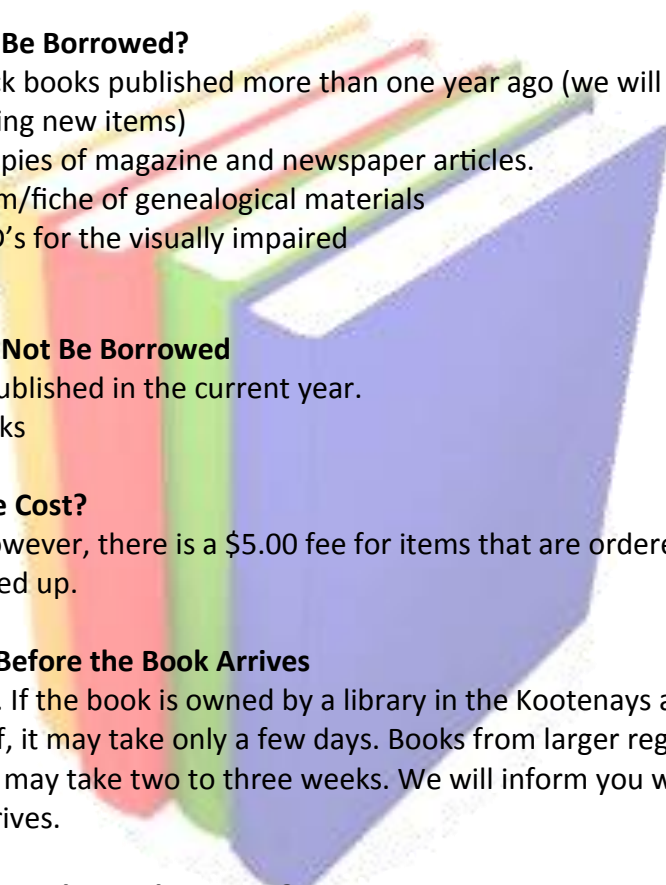 Be Borrowed?
ck books published more than one year ago (we will
ing new items)
pies of magazine and newspaper articles.
m/fiche of genealogical materials
D's for the visually impaired
Not Be Borrowed
ublished in the current year.
ks
e Cost?
owever, there is a $5.00 fee for items that are ordere
ed up.
Before the Book Arrives
. If the book is owned by a library in the Kootenays a
f, it may take only a few days. Books from larger reg
may take two to three weeks. We will inform you w
rives.